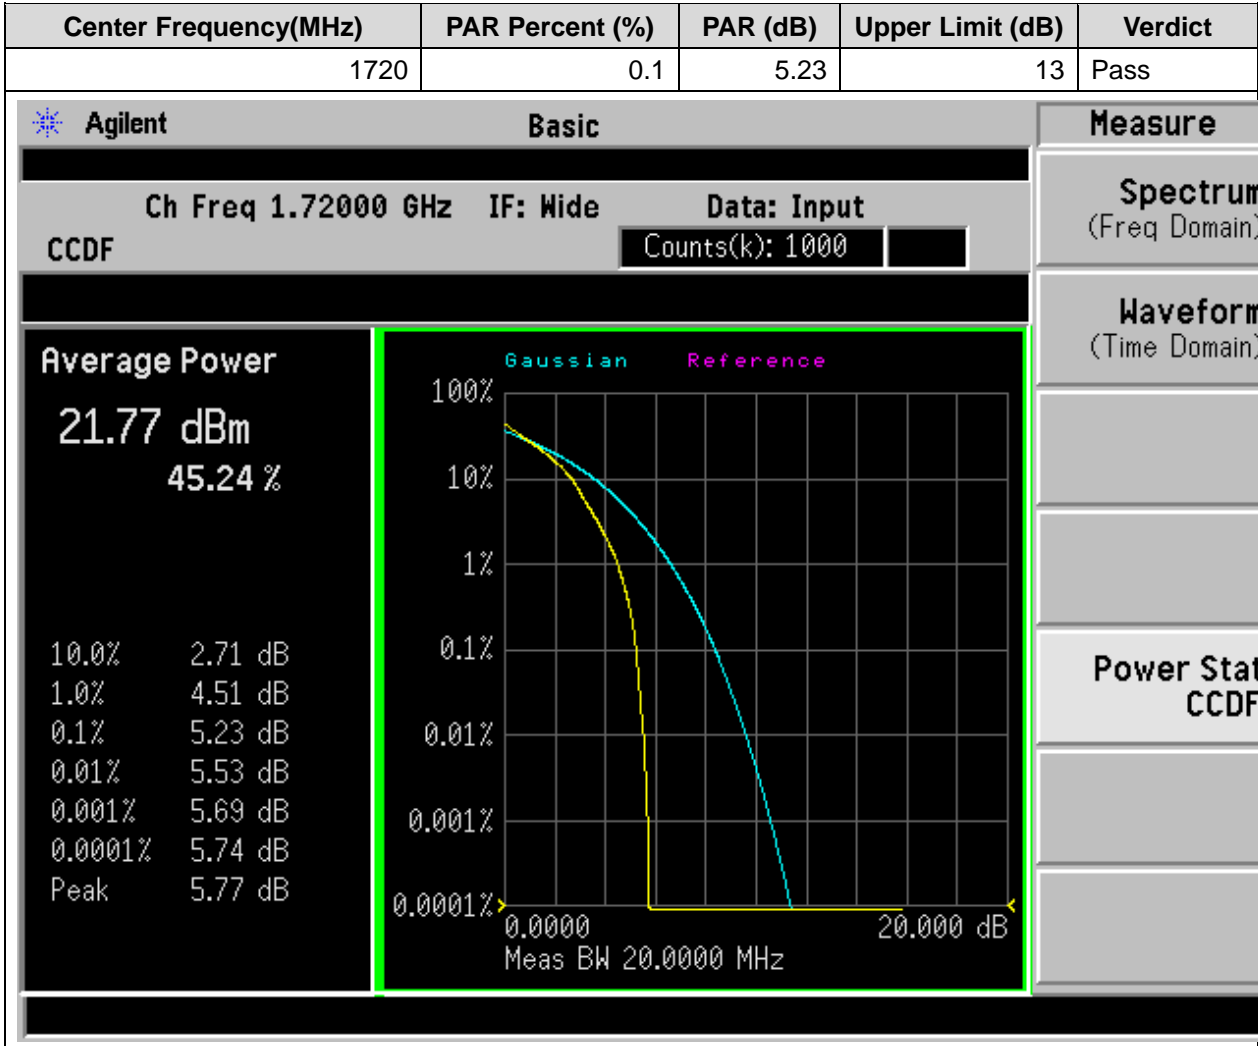 Center Frequency(MHz) PAR Percent (%) PAR (dB) Upper Limit (dB) Verdict
1720 0.1 5.23 13 Pass
Agilent Basic Measure
Ch Freq 1.72000 GHz IF: Wide Data: Input
CCDF Counts(k): 1000
Spectrum
(Freq Domain)
Waveform
(Time Domain)
Power Stat
CCDF
Average Power
21.77 dBm
45.24 %
10.0% 2.71 dB
1.0% 4.51 dB
0.1% 5.23 dB
0.01% 5.53 dB
0.001% 5.69 dB
0.0001% 5.74 dB
Peak 5.77 dB
Gaussian Reference
100%
10%
1%
0.1%
0.01%
0.001%
0.0001%
0.0000 20.000 dB
Meas BW 20.0000 MHz